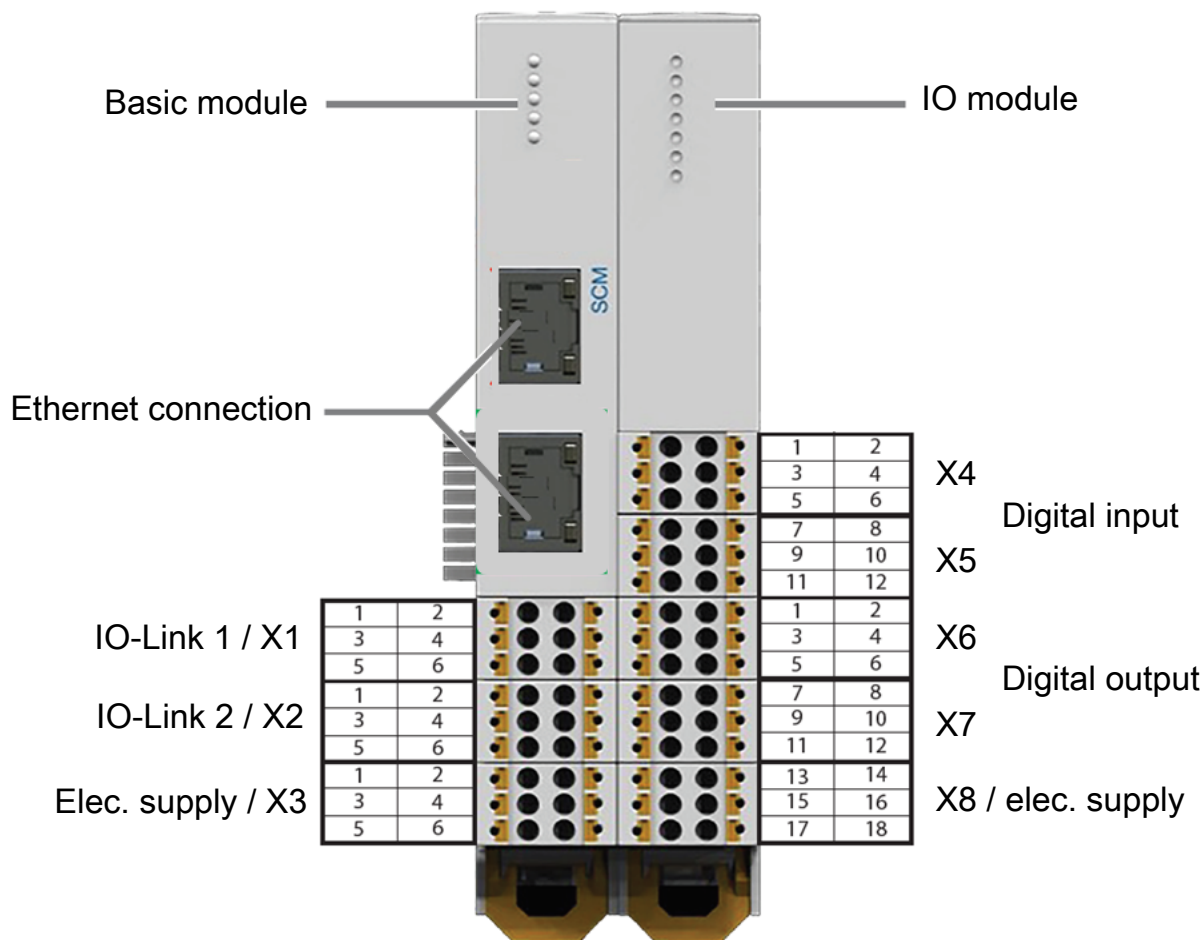 Basic module
IO module
SCM
Ethernet connection
1 2
3 4
5 6
X4
Digital input
7 8
9 10
11 12
X5
IO-Link 1 / X1
1 2
3 4
5 6
1 2
3 4
5 6
X6
Digital output
IO-Link 2 / X2
1 2
3 4
5 6
7 8
9 10
11 12
X7
Elec. supply / X3
1 2
3 4
5 6
13 14
15 16
17 18
X8 / elec. supply